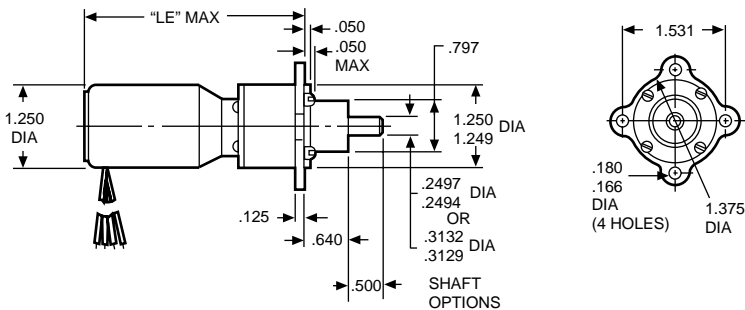 “LE” MAX
.050
.050
MAX
.797
1.531
1.250
DIA
1.250
1.249
DIA
.2497
.2494
DIA
OR
.3132
.3129
DIA
.125
.640
.500
SHAFT
OPTIONS
.180
.166
DIA
(4 HOLES)
1.375
DIA